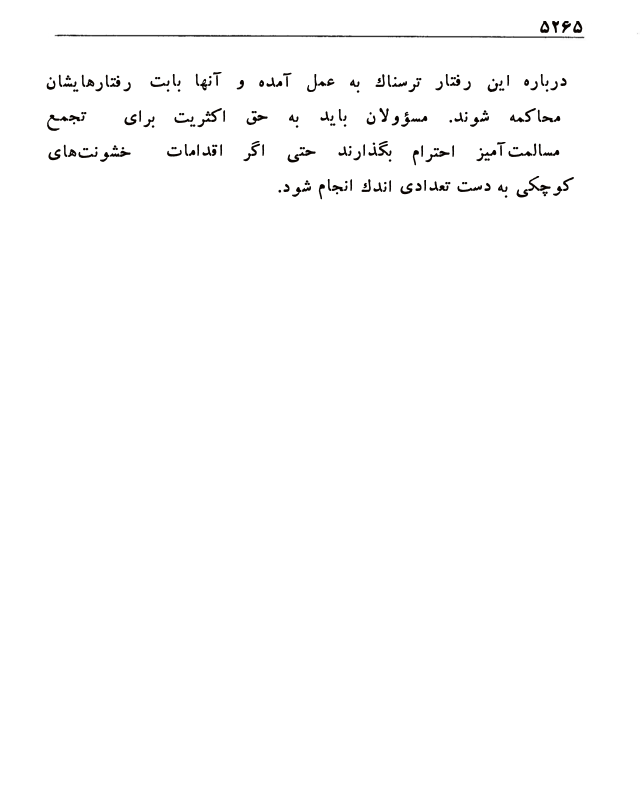 ۵۲۶۵
درباره این رفتار ترسناك به عمل آمده و آنها بابت رفتارهایشان
محاکمه شوند. مسؤولان باید به حق اکثریت برای تجمع
مسالمت‌آمیز احترام بگذارند حتی اگر اقدامات خشونت‌های
کوچکی به دست تعدادی اندك انجام شود.